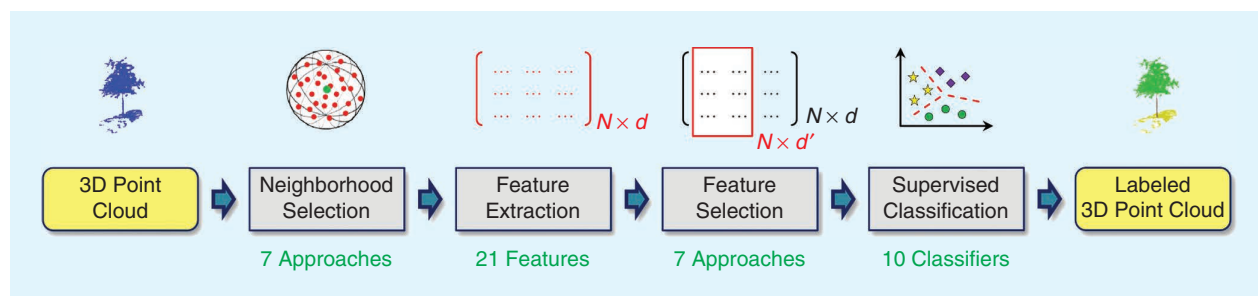 N × d
N × d
N × d′
3D Point
Cloud
Neighborhood
Selection
Feature
Extraction
Feature
Selection
Supervised
Classification
Labeled
3D Point Cloud
7 Approaches
21 Features
7 Approaches
10 Classifiers